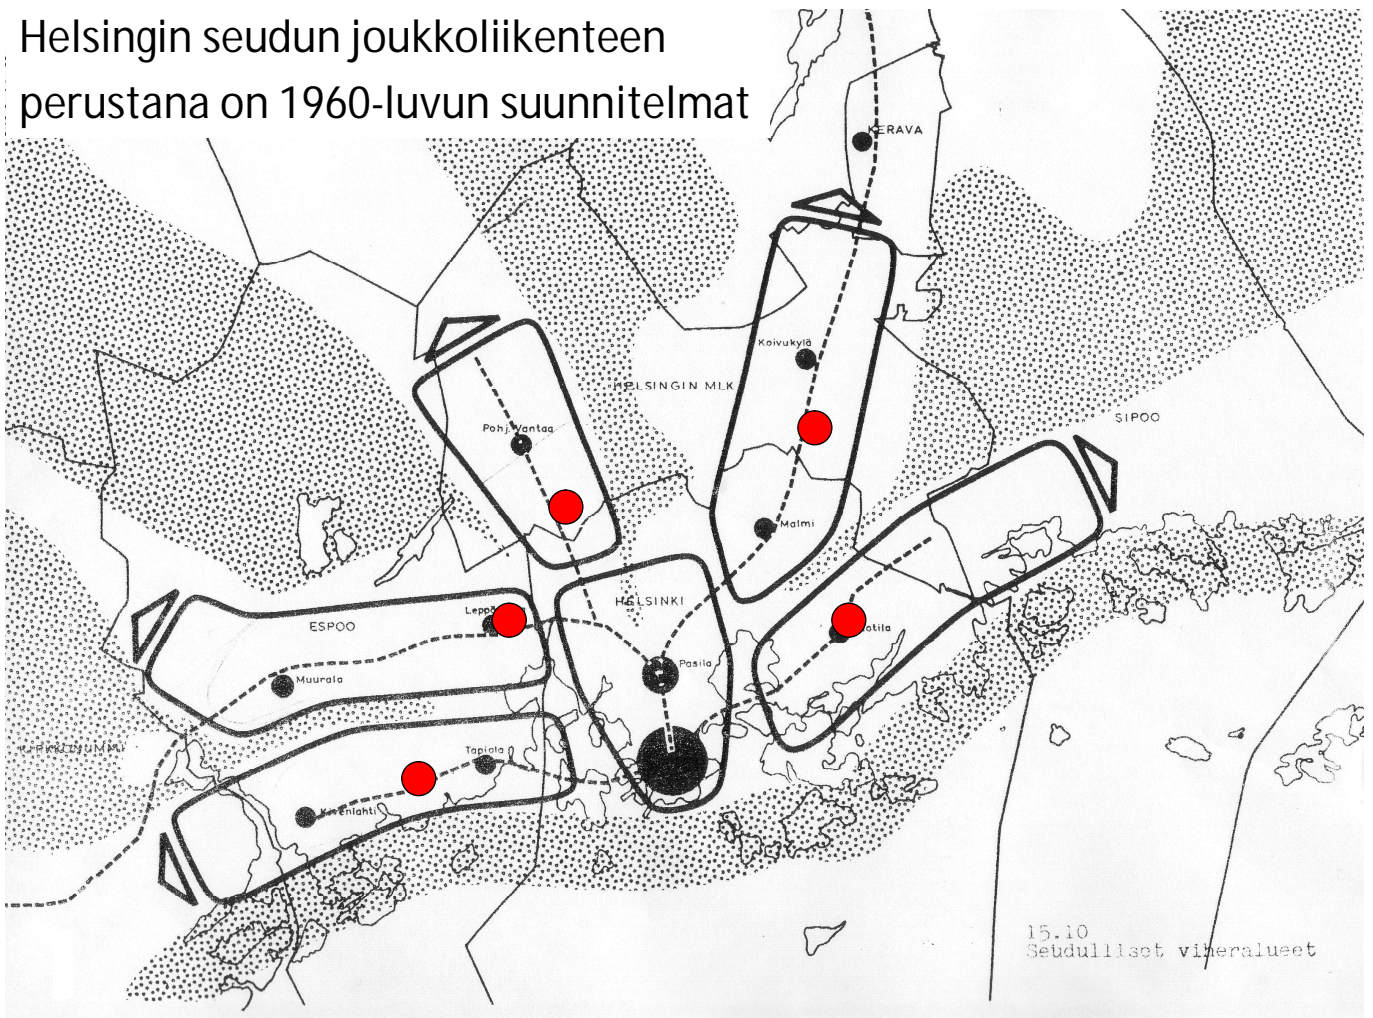 Helsingin seudun joukkoliikenteen
perustana on 1960-luvun suunnitelmat
KERAVA
Koivukylä
HELSINGIN MLK
SIPOO
Pohj. Vantaa
Malmi
HELSINKI
ESPOO
Pasila
Muurala
KIRKKONUMMI
Tapiola
Kivenlahti
15.10
Seudulliset viheralueet